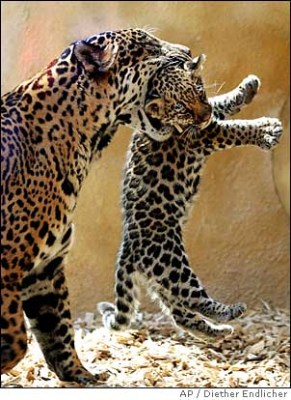 AP / Diether Endlicher